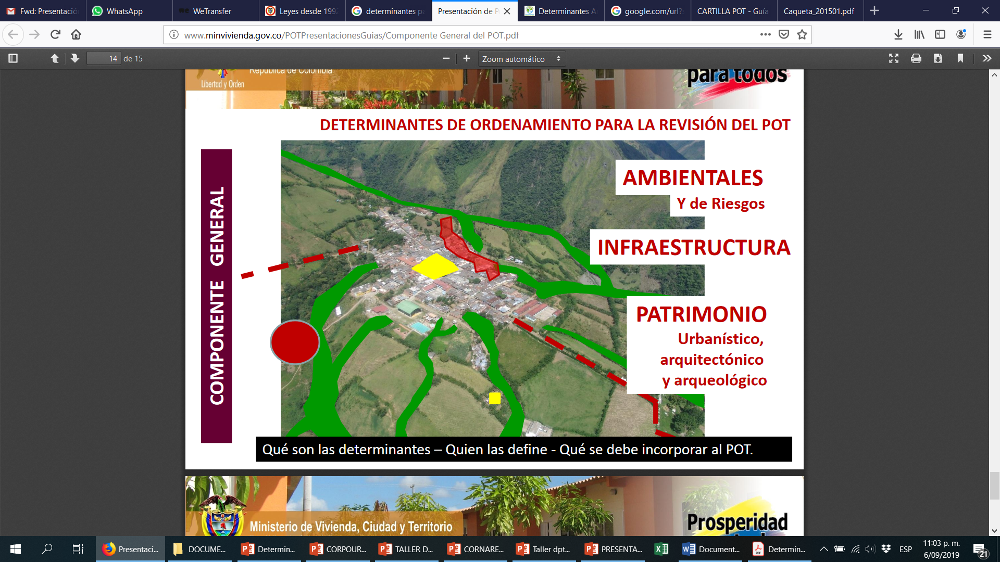 Fwd: Presentació
WhatsApp
WeTransfer
Leyes desde 1992
determinantes pa
Presentación de P
Determinantes A
google.com/url?
CARTILLA POT - Guía
Caqueta_201501.pdf
www.minvivienda.gov.co/POTPresentacionesGuias/Componente General del POT.pdf
14 de 15
Zoom automático
República de Colombia
Libertad y Orden
para todos
DETERMINANTES DE ORDENAMIENTO PARA LA REVISIÓN DEL POT
COMPONENTE GENERAL
AMBIENTALES
Y de Riesgos
INFRAESTRUCTURA
PATRIMONIO
Urbanístico,
arquitectónico
y arqueológico
Qué son las determinantes – Quien las define - Qué se debe incorporar al POT.
Ministerio de Vivienda, Ciudad y Territorio
Prosperidad
Presentaci...
DOCUME...
Determin...
CORPOUR...
TALLER D...
CORNARE...
Taller dpt...
PRESENTA...
Document...
Determin...
ESP
11:03 p. m.
6/09/2019
21